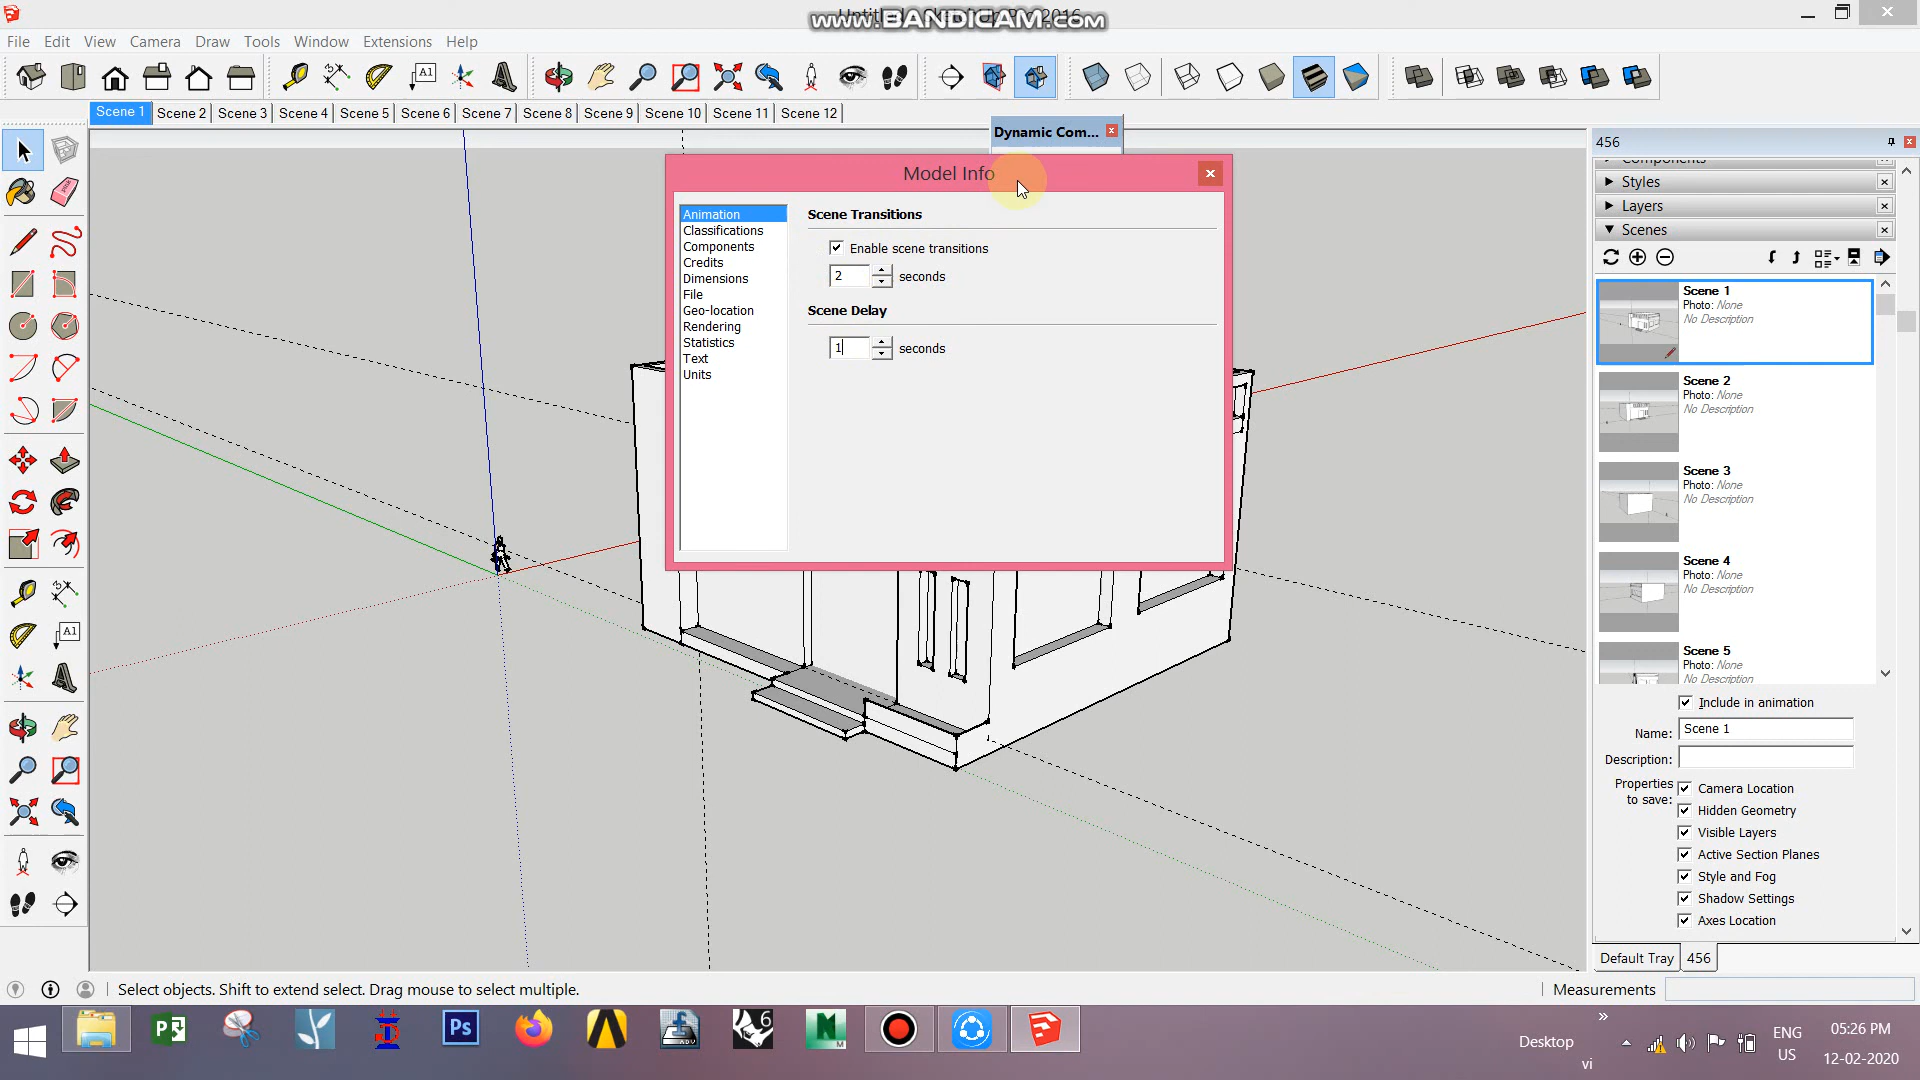 www.BANDICAM.com
File Edit View Camera Draw Tools Window Extensions Help
A1
Scene 1 Scene 2 Scene 3 Scene 4 Scene 5 Scene 6 Scene 7 Scene 8 Scene 9 Scene 10 Scene 11 Scene 12
Dynamic Com...
Model Info
Animation
Classifications
Components
Credits
Dimensions
File
Geo-location
Rendering
Statistics
Text
Units
Scene Transitions
Enable scene transitions
2 seconds
Scene Delay
1 seconds
456
Components
Styles
Layers
Scenes
Scene 1
Photo: None
No Description
Scene 2
Photo: None
No Description
Scene 3
Photo: None
No Description
Scene 4
Photo: None
No Description
Scene 5
Photo: None
No Description
Include in animation
Name: Scene 1
Description:
Properties to save:
Camera Location
Hidden Geometry
Visible Layers
Active Section Planes
Style and Fog
Shadow Settings
Axes Location
Default Tray 456
A1
Select objects. Shift to extend select. Drag mouse to select multiple.
Measurements
Ps
6
M
Desktop
vi
ENG
US
05:26 PM
12-02-2020